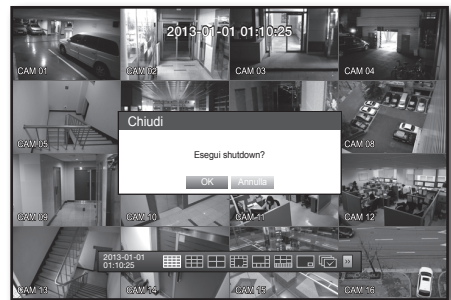 2013-01-01 01:10:25
CAM 01
CAM 02
CAM 03
CAM 04
Chiudi
CAM 05
CAM 08
Esegui shutdown?
OK Annulla
CAM 09
CAM 10
CAM 11
CAM 12
2013-01-01
01:10:25
CAM 13
CAM 14
CAM 15
CAM 16